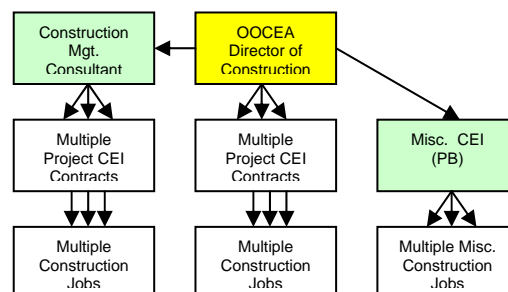 Construction
Mgt.
Consultant
OOCEA
Director of
Construction
Multiple
Project CEI
Contracts
Multiple
Project CEI
Contracts
Misc. CEI
(PB)
Multiple
Construction
Jobs
Multiple
Construction
Jobs
Multiple Misc.
Construction
Jobs